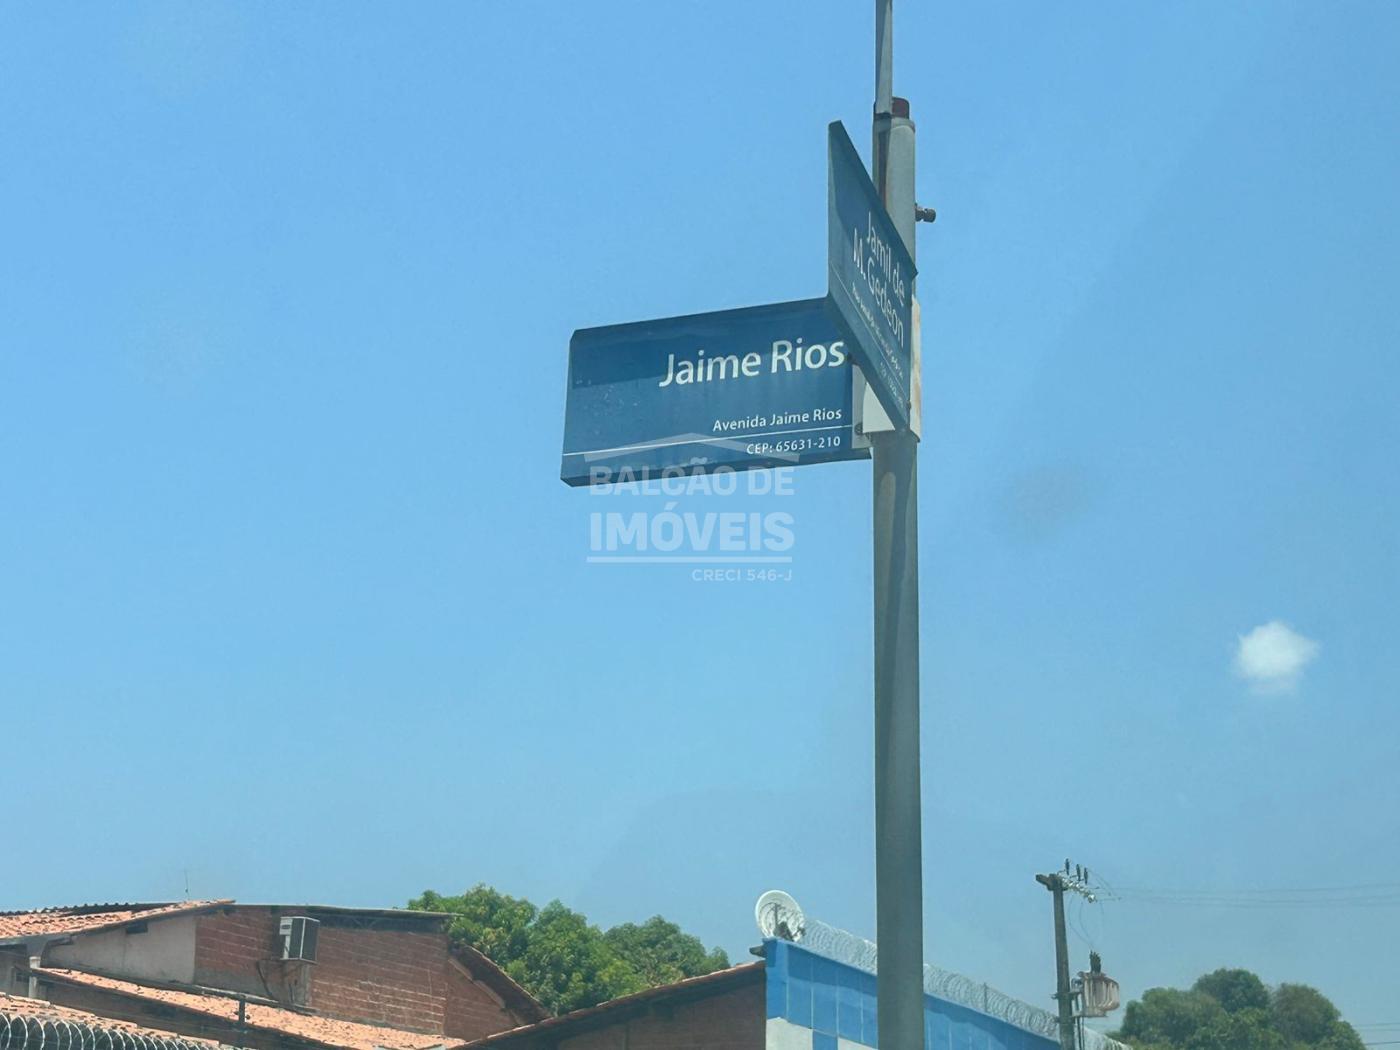 Jamil de
M. Gedeon
Jaime Rios
Avenida Jaime Rios
CEP: 65631-210
BALCÃO DE
IMÓVEIS
CRECI 546-J